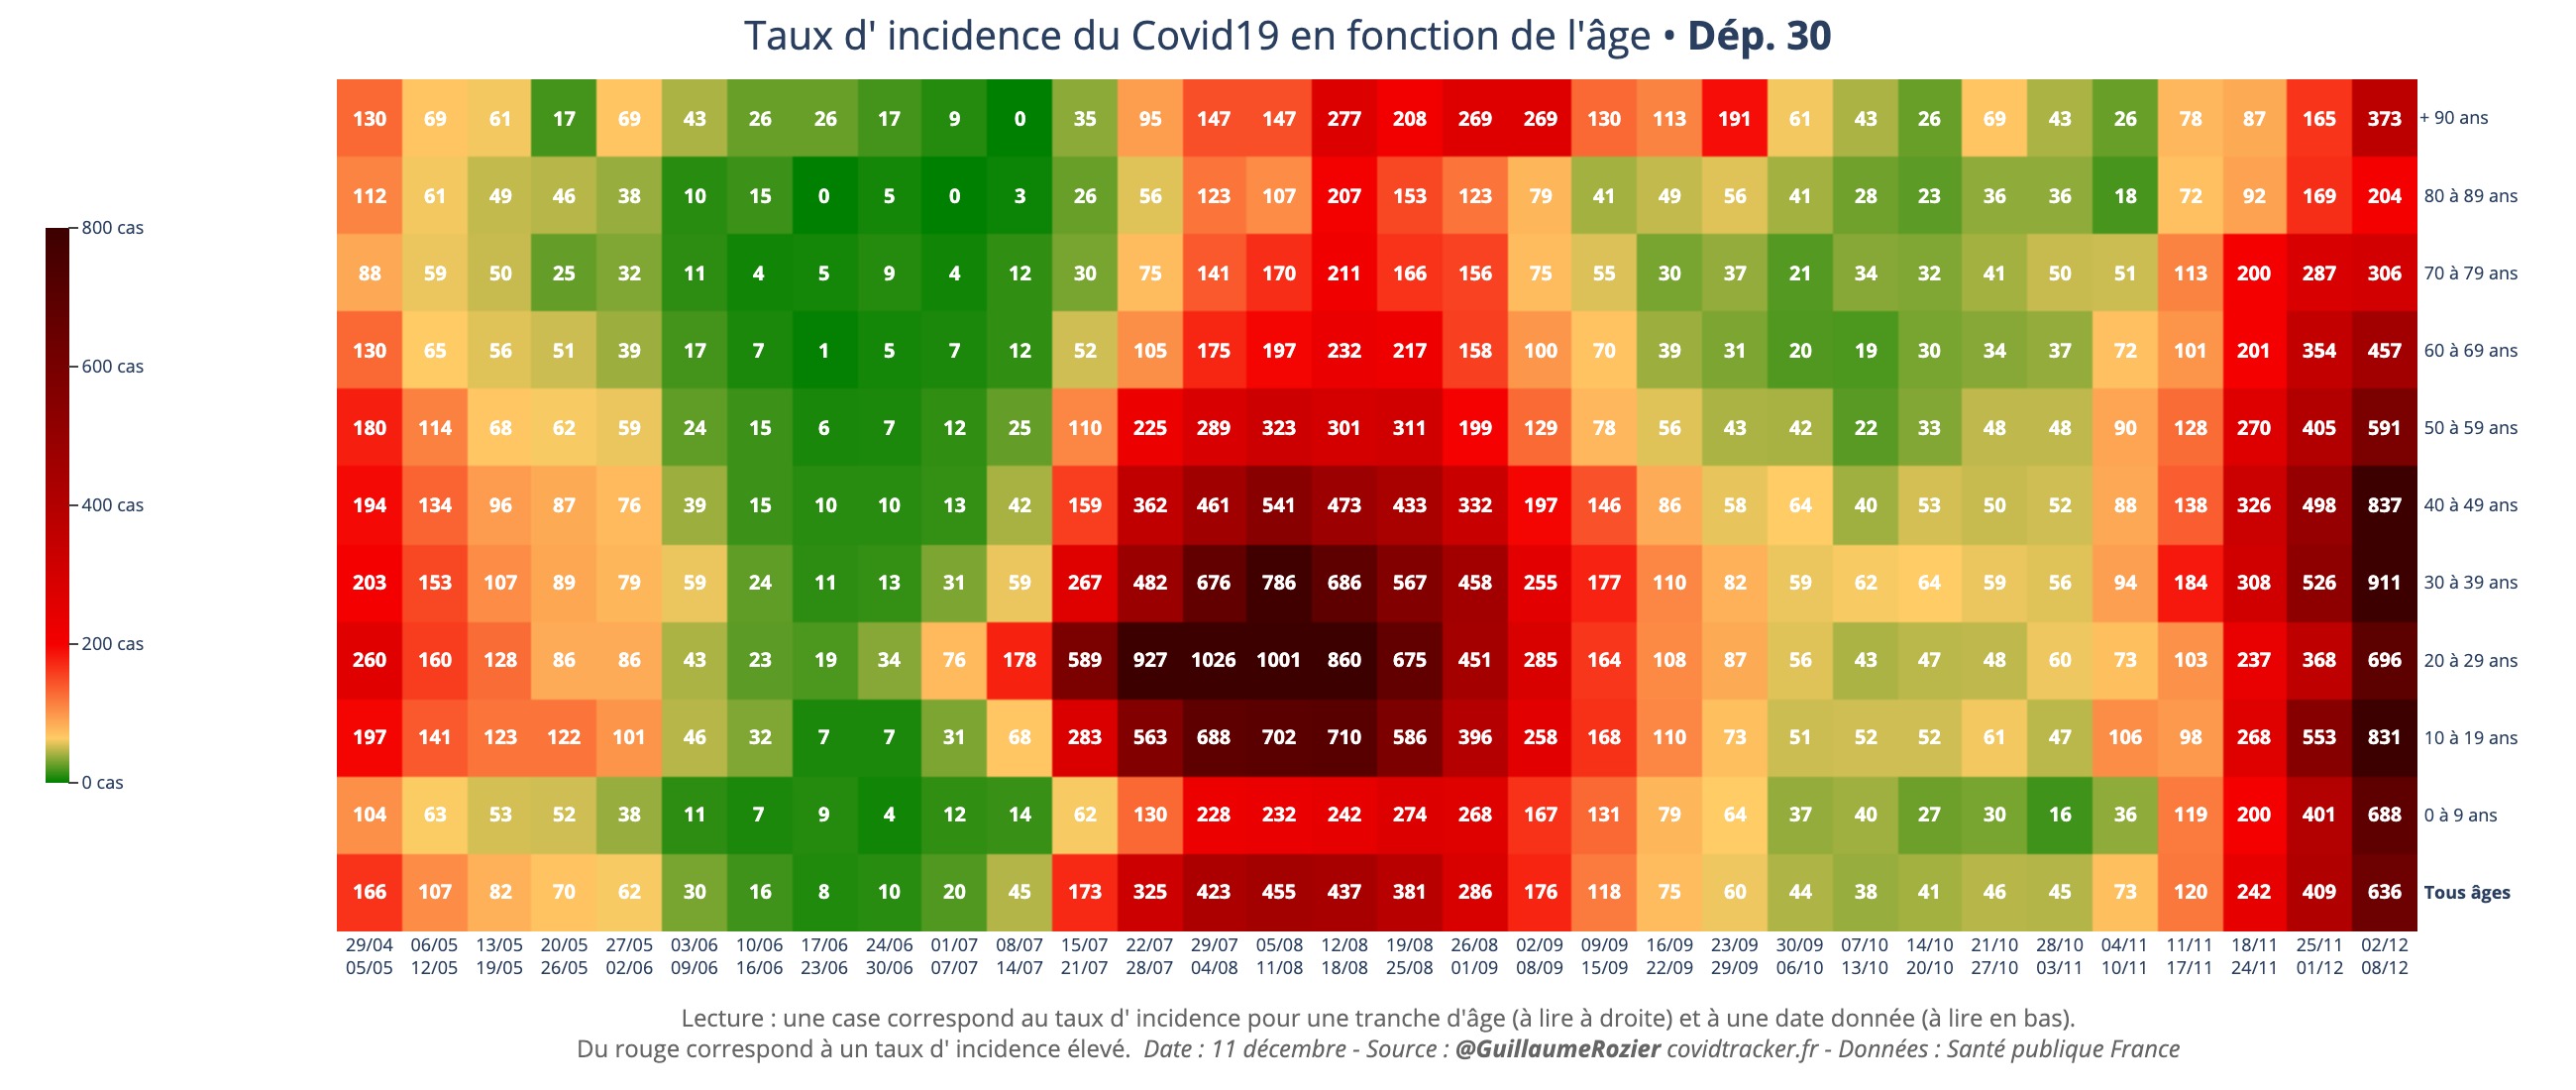 Taux d' incidence du Covid19 en fonction de l'âge • Dép. 30
130 69 61 17 69 43 26 26 17 9 0 35 95 147 147 277 208 269 269 130 113 191 61 43 26 69 43 26 78 87 165 373 + 90 ans
112 61 49 46 38 10 15 0 5 0 3 26 56 123 107 207 153 123 79 41 49 56 41 28 23 36 36 18 72 92 169 204 80 à 89 ans
800 cas
88 59 50 25 32 11 4 5 9 4 12 30 75 141 170 211 166 156 75 55 30 37 21 34 32 41 50 51 113 200 287 306 70 à 79 ans
130 65 56 51 39 17 7 1 5 7 12 52 105 175 197 232 217 158 100 70 39 31 20 19 30 34 37 72 101 201 354 457 60 à 69 ans
600 cas
180 114 68 62 59 24 15 6 7 12 25 110 225 289 323 301 311 199 129 78 56 43 42 22 33 48 48 90 128 270 405 591 50 à 59 ans
400 cas
194 134 96 87 76 39 15 10 10 13 42 159 362 461 541 473 433 332 197 146 86 58 64 40 53 50 52 88 138 326 498 837 40 à 49 ans
203 153 107 89 79 59 24 11 13 31 59 267 482 676 786 686 567 458 255 177 110 82 59 62 64 59 56 94 184 308 526 911 30 à 39 ans
200 cas
260 160 128 86 86 43 23 19 34 76 178 589 927 1026 1001 860 675 451 285 164 108 87 56 43 47 48 60 73 103 237 368 696 20 à 29 ans
197 141 123 122 101 46 32 7 7 31 68 283 563 688 702 710 586 396 258 168 110 73 51 52 52 61 47 106 98 268 553 831 10 à 19 ans
0 cas
104 63 53 52 38 11 7 9 4 12 14 62 130 228 232 242 274 268 167 131 79 64 37 40 27 30 16 36 119 200 401 688 0 à 9 ans
166 107 82 70 62 30 16 8 10 20 45 173 325 423 455 437 381 286 176 118 75 60 44 38 41 46 45 73 120 242 409 636 Tous âges
29/04 06/05 13/05 20/05 27/05 03/06 10/06 17/06 24/06 01/07 08/07 15/07 22/07 29/07 05/08 12/08 19/08 26/08 02/09 09/09 16/09 23/09 30/09 07/10 14/10 21/10 28/10 04/11 11/11 18/11 25/11 02/12
05/05 12/05 19/05 26/05 02/06 09/06 16/06 23/06 30/06 07/07 14/07 21/07 28/07 04/08 11/08 18/08 25/08 01/09 08/09 15/09 22/09 29/09 06/10 13/10 20/10 27/10 03/11 10/11 17/11 24/11 01/12 08/12
Lecture : une case correspond au taux d' incidence pour une tranche d'âge (à lire à droite) et à une date donnée (à lire en bas).
Du rouge correspond à un taux d' incidence élevé. Date : 11 décembre - Source : @GuillaumeRozier covidtracker.fr - Données : Santé publique France